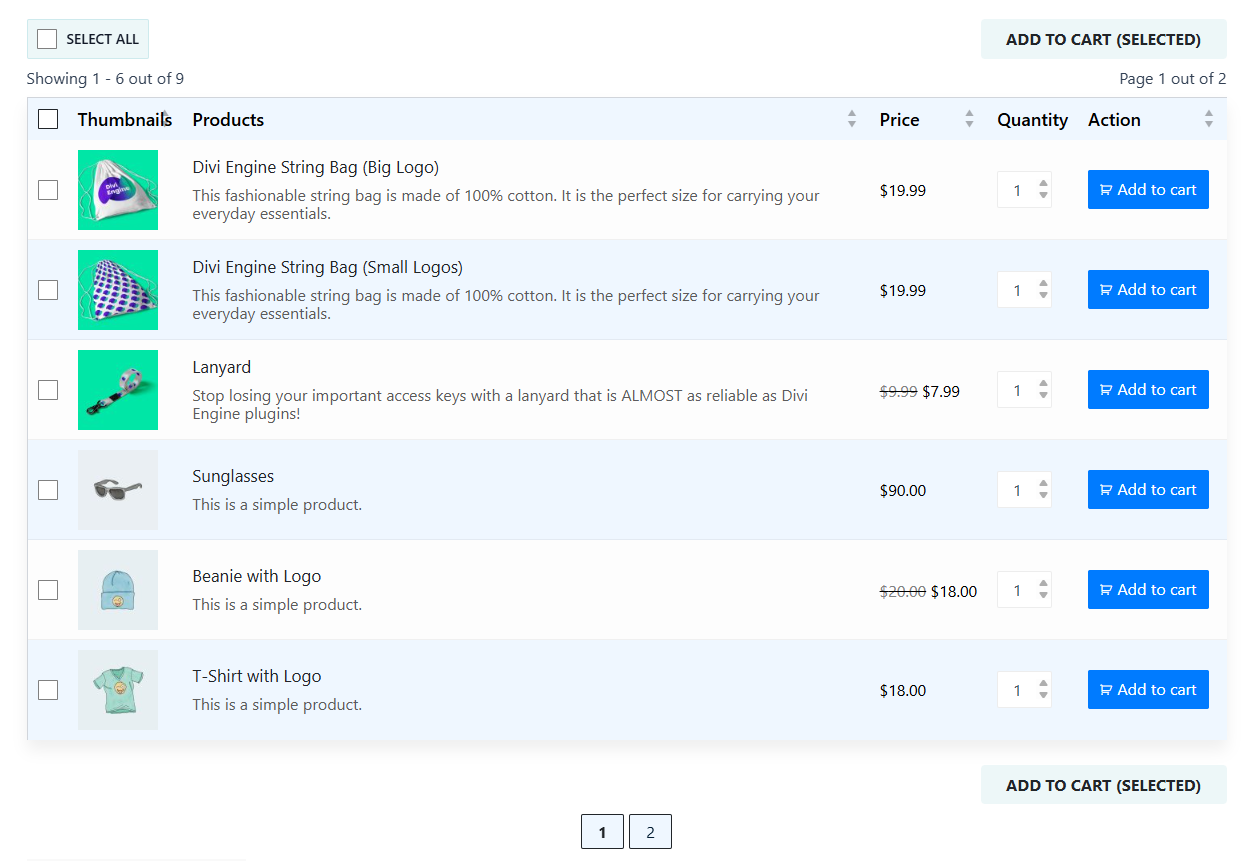 SELECT ALL
ADD TO CART (SELECTED)
Showing 1 - 6 out of 9
Page 1 out of 2
Thumbnails Products Price Quantity Action
Divi Engine
Divi Engine String Bag (Big Logo)
This fashionable string bag is made of 100% cotton. It is the perfect size for carrying your
everyday essentials.
$19.99
1
Add to cart
Divi Engine String Bag (Small Logos)
This fashionable string bag is made of 100% cotton. It is the perfect size for carrying your
everyday essentials.
$19.99
1
Add to cart
Lanyard
Stop losing your important access keys with a lanyard that is ALMOST as reliable as Divi
Engine plugins!
$9.99 $7.99
1
Add to cart
Sunglasses
This is a simple product.
$90.00
1
Add to cart
Beanie with Logo
This is a simple product.
$20.00 $18.00
1
Add to cart
T-Shirt with Logo
This is a simple product.
$18.00
1
Add to cart
ADD TO CART (SELECTED)
1 2